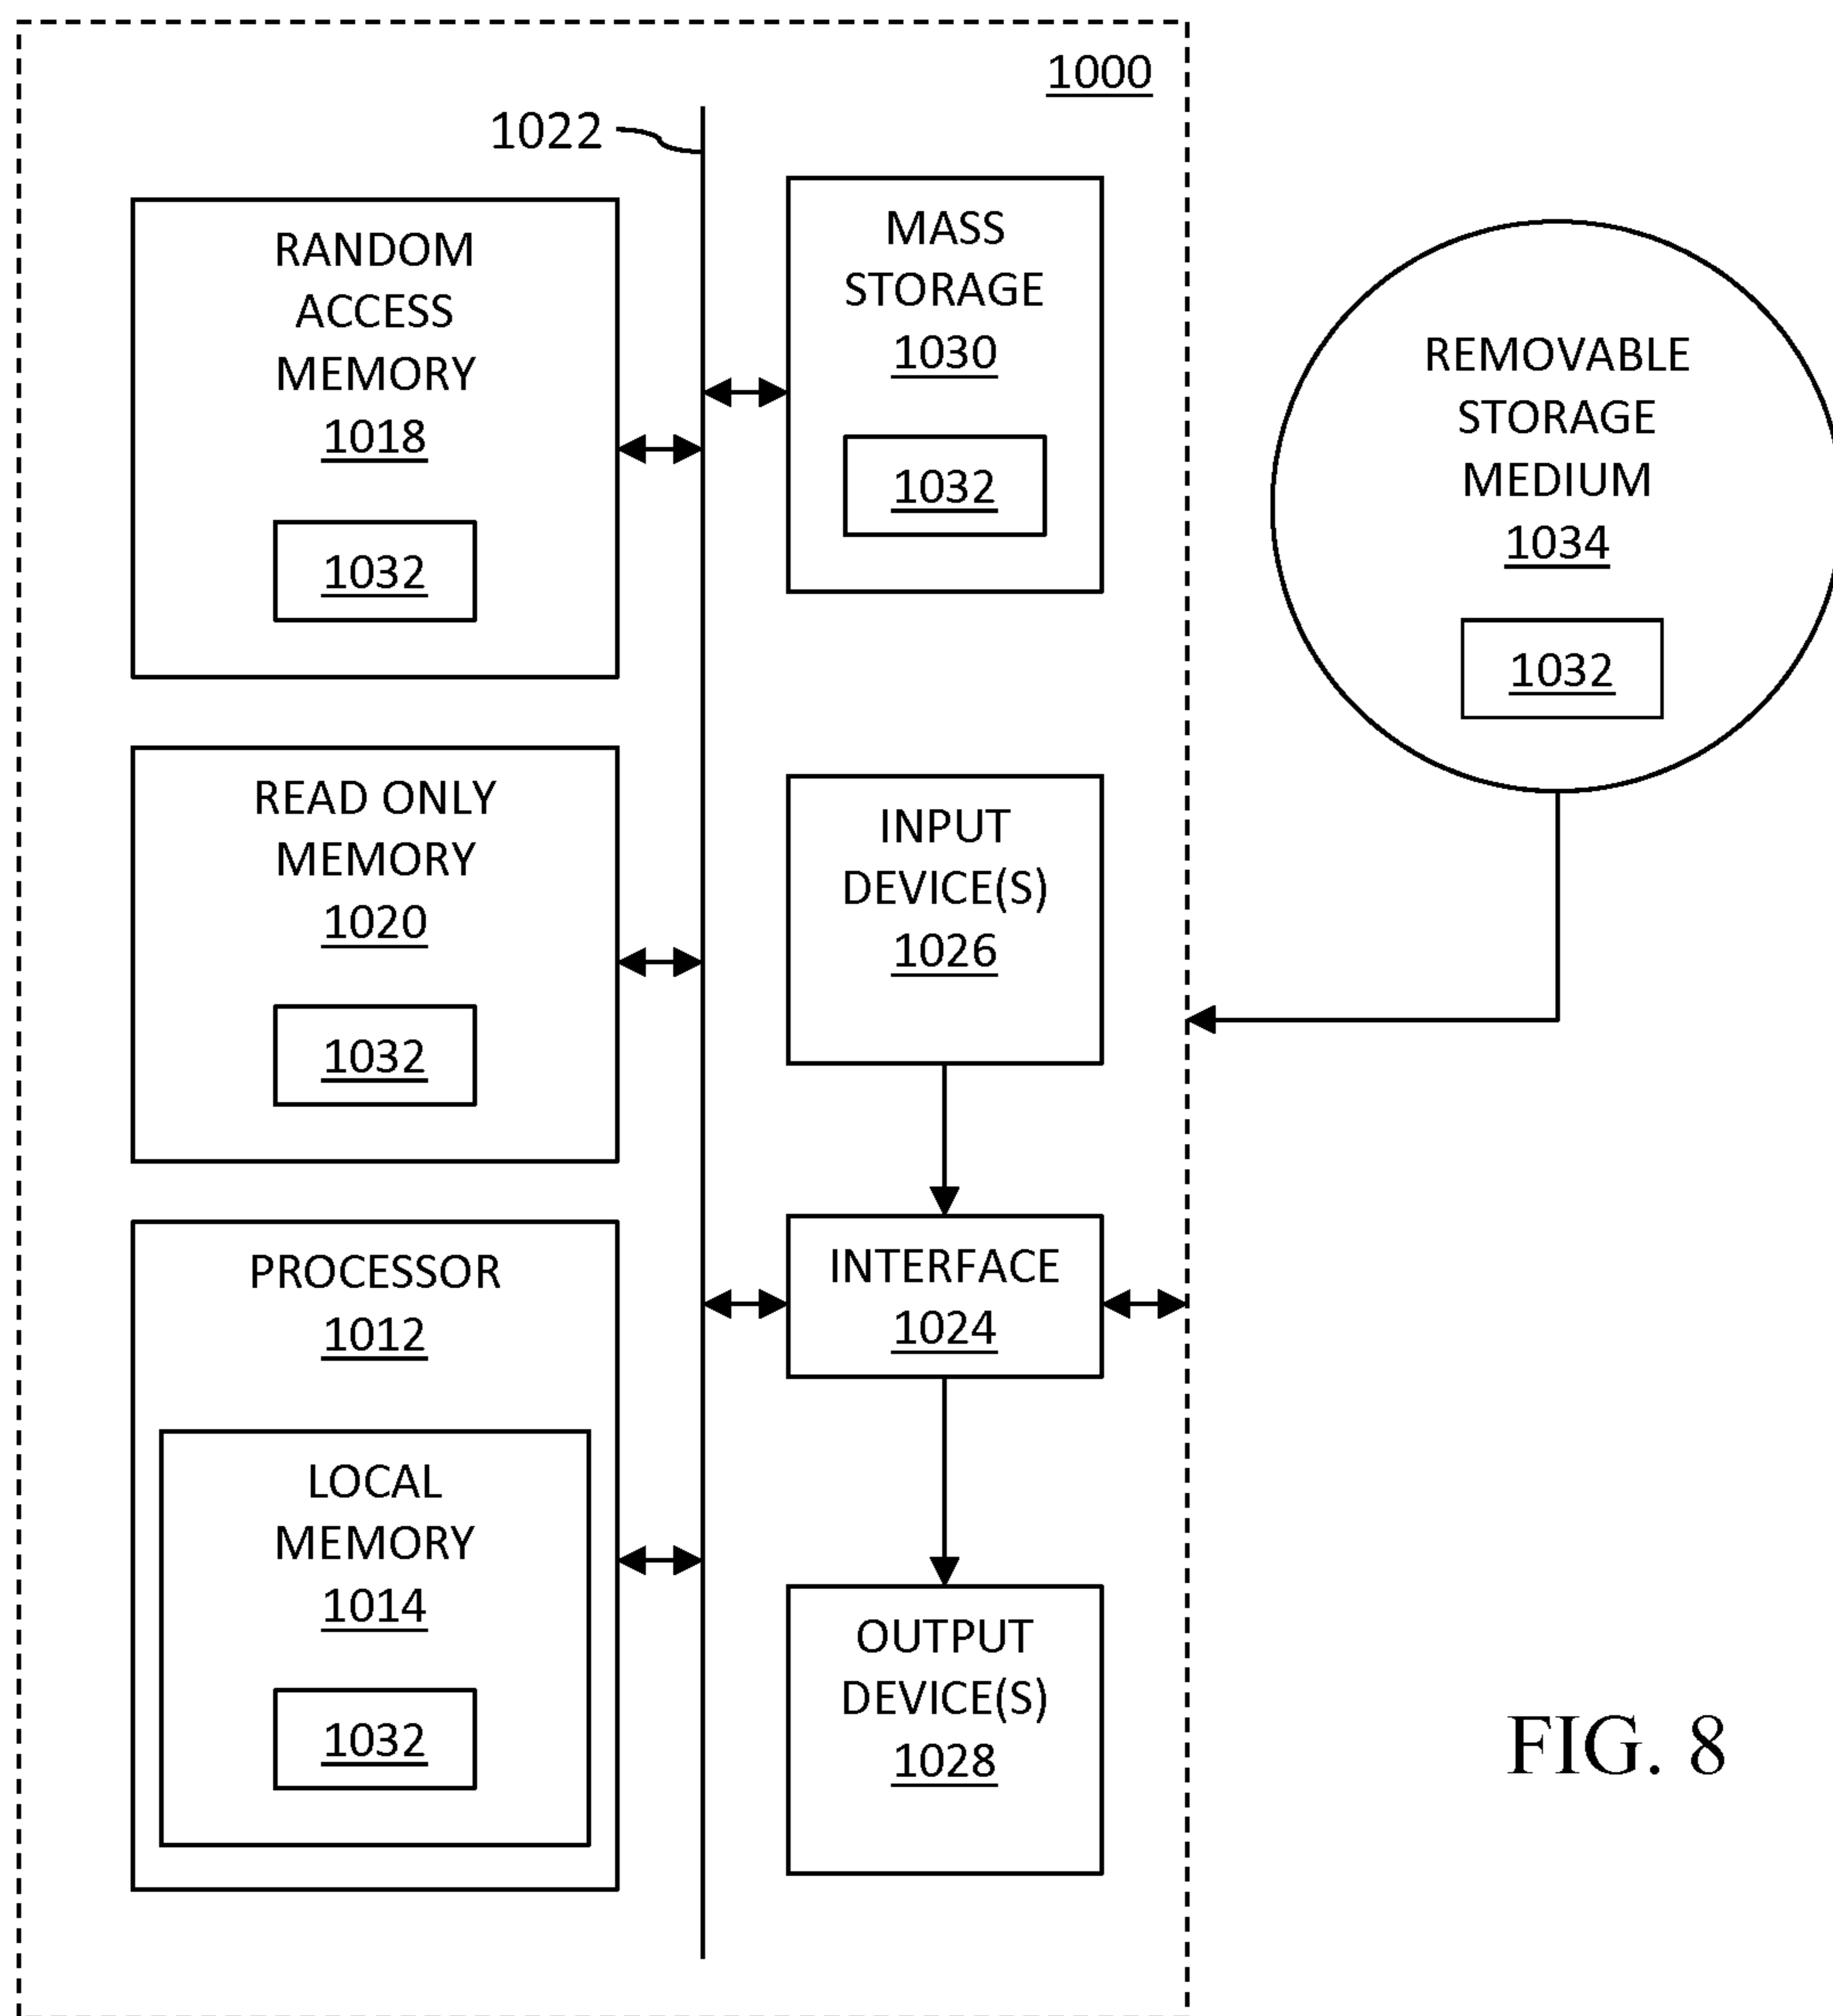 1000
1022
RANDOM
ACCESS
MEMORY
1018
1032
MASS
STORAGE
1030
1032
REMOVABLE
STORAGE
MEDIUM
1034
1032
READ ONLY
MEMORY
1020
1032
INPUT
DEVICE(S)
1026
PROCESSOR
1012
LOCAL
MEMORY
1014
1032
INTERFACE
1024
OUTPUT
DEVICE(S)
1028
FIG. 8